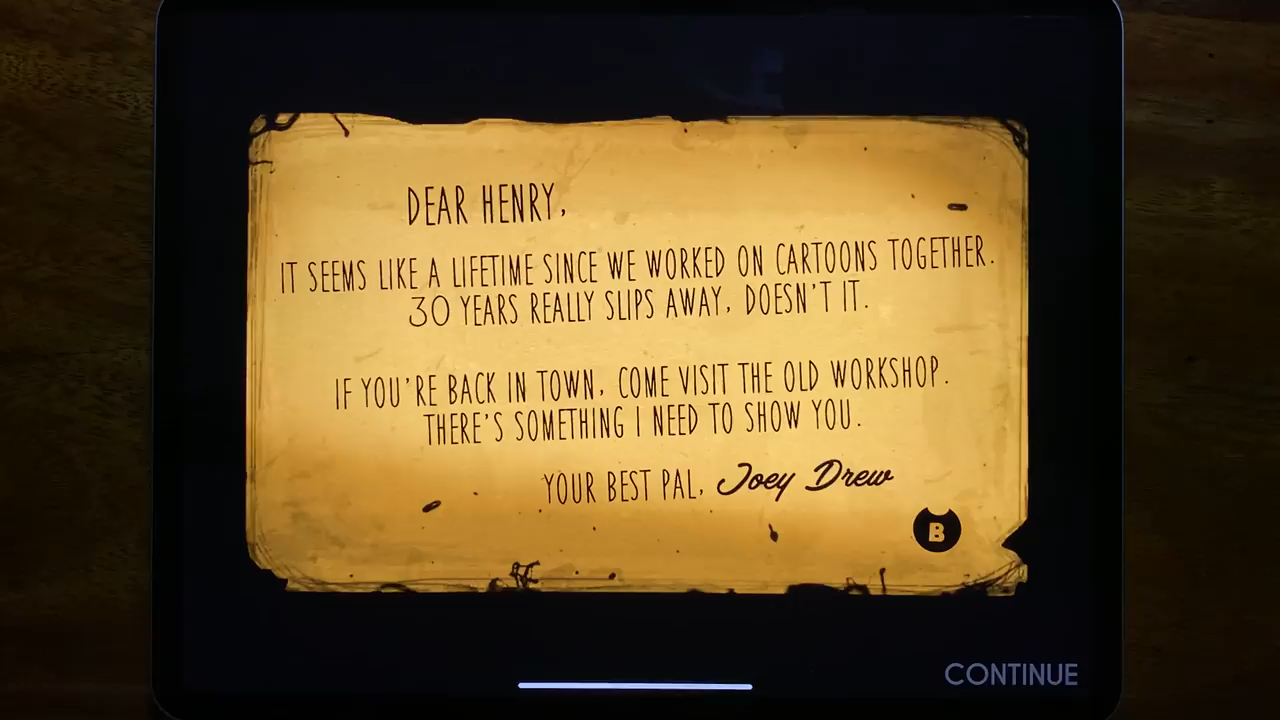 DEAR HENRY,
IT SEEMS LIKE A LIFETIME SINCE WE WORKED ON CARTOONS TOGETHER.
30 YEARS REALLY SLIPS AWAY, DOESN'T IT.
IF YOU'RE BACK IN TOWN, COME VISIT THE OLD WORKSHOP.
THERE'S SOMETHING I NEED TO SHOW YOU.
YOUR BEST PAL, Joey Drew
B
CONTINUE